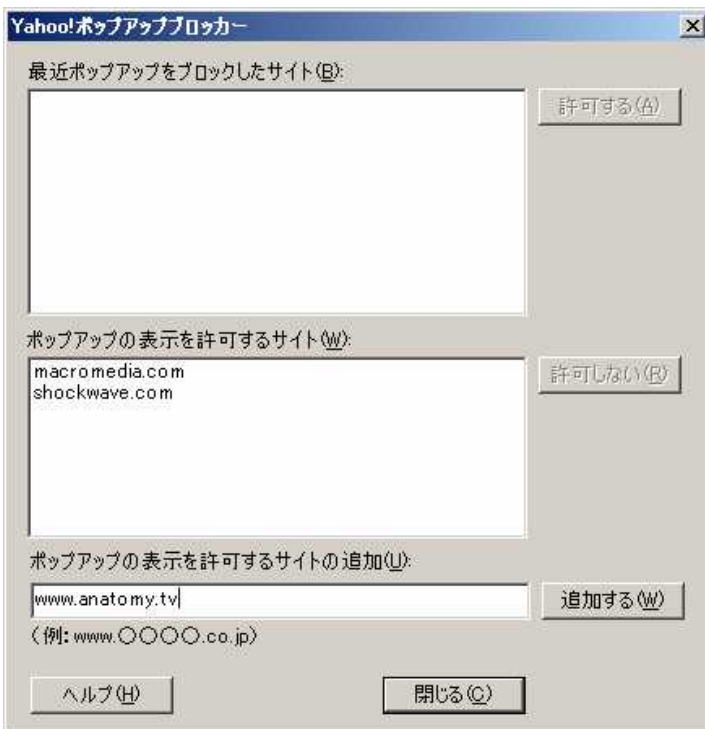 Yahoo!ポップアップブロッカー
最近ポップアップをブロックしたサイト(B):
許可する(A)
ポップアップの表示を許可するサイト(W):
macromedia.com
shockwave.com
許可しない(R)
ポップアップの表示を許可するサイトの追加(U):
www.anatomy.tv
追加する(W)
(例: www.〇〇〇〇.co.jp)
ヘルプ(H)
閉じる(C)